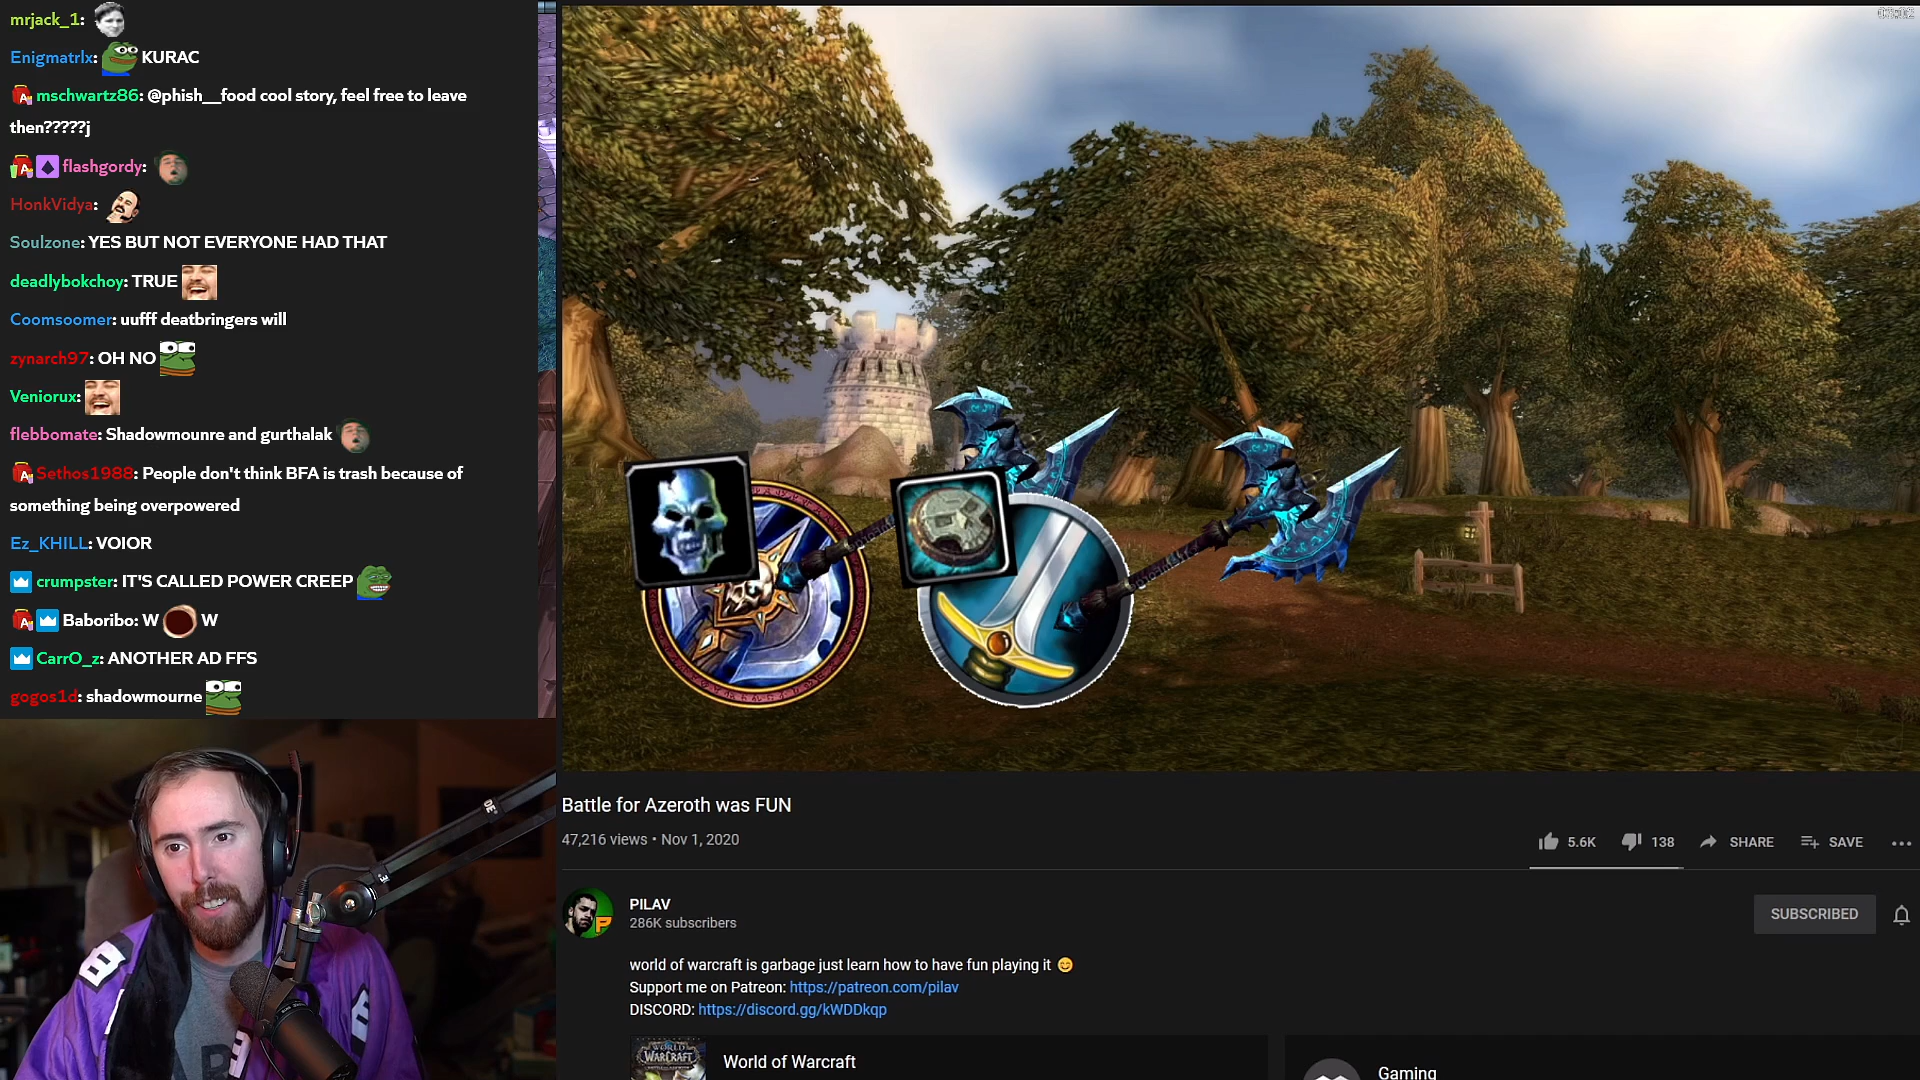 mrjack_1:
Enigmatrlx: KURAC
mschwartz86: @phish__food cool story, feel free to leave
then?????j
flashgordy:
HonkVidya:
Soulzone: YES BUT NOT EVERYONE HAD THAT
deadlybokchoy: TRUE
Coomsoomer: uufff deatbringers will
zynarch97: OH NO
Veniorux:
flebbomate: Shadowmounre and gurthalak
Sethos1988: People don't think BFA is trash because of
something being overpowered
Ez_KHILL: VOIOR
crumpster: IT'S CALLED POWER CREEP
Baboribo: W W
CarrO_z: ANOTHER AD FFS
gogos1d: shadowmourne
Battle for Azeroth was FUN
47,216 views • Nov 1, 2020
5.6K 138 SHARE SAVE
PILAV
286K subscribers
SUBSCRIBED
world of warcraft is garbage just learn how to have fun playing it
Support me on Patreon: https://patreon.com/pilav
DISCORD: https://discord.gg/kWDDkqp
WORLD OF WARCRAFT
World of Warcraft
Gaming